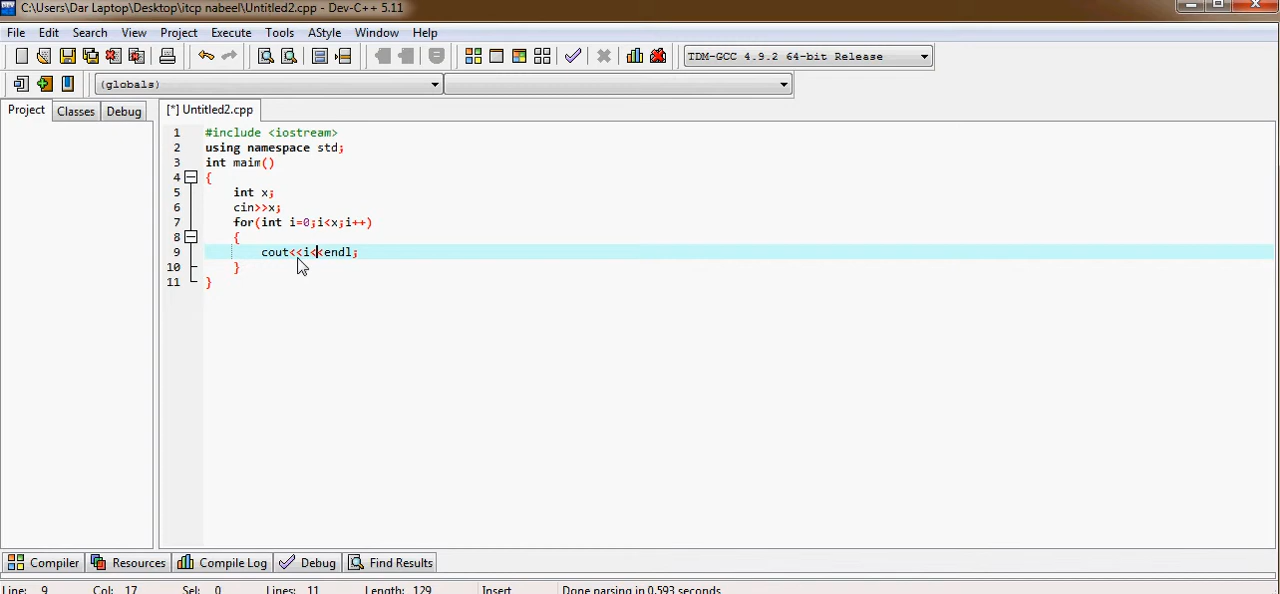 C:\Users\Dar Laptop\Desktop\itcp nabeel\Untitled2.cpp - Dev-C++ 5.11
File Edit Search View Project Execute Tools AStyle Window Help
TDM-GCC 4.9.2 64-bit Release
(globals)
Project Classes Debug [*] Untitled2.cpp
1 #include <iostream>
2 using namespace std;
3 int maim()
4 {
5 int x;
6 cin>>x;
7 for(int i=0;i<x;i++)
8 {
9 cout<<i<<endl;
10 }
11 }
Compiler Resources Compile Log Debug Find Results
Line: 9 Col: 17 Sel: 0 Lines: 11 Length: 129 Insert Done parsing in 0.593 seconds